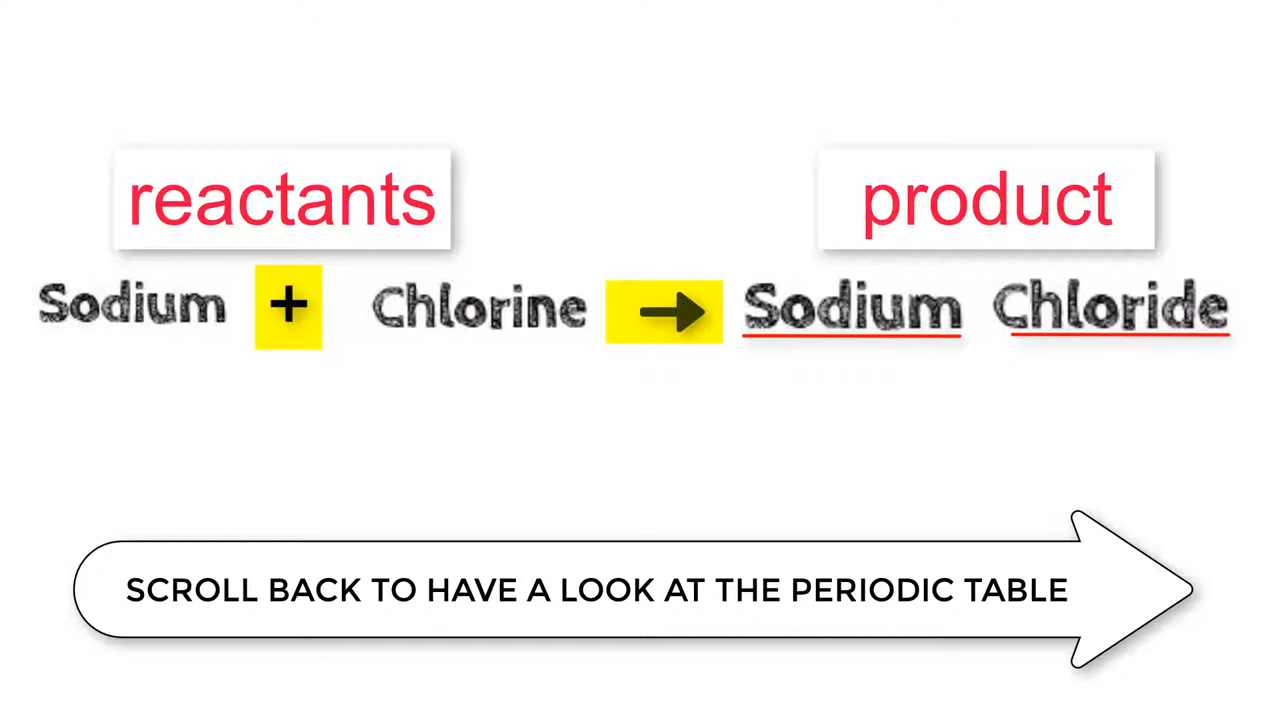 reactants product
Sodium + Chlorine → Sodium Chloride
SCROLL BACK TO HAVE A LOOK AT THE PERIODIC TABLE